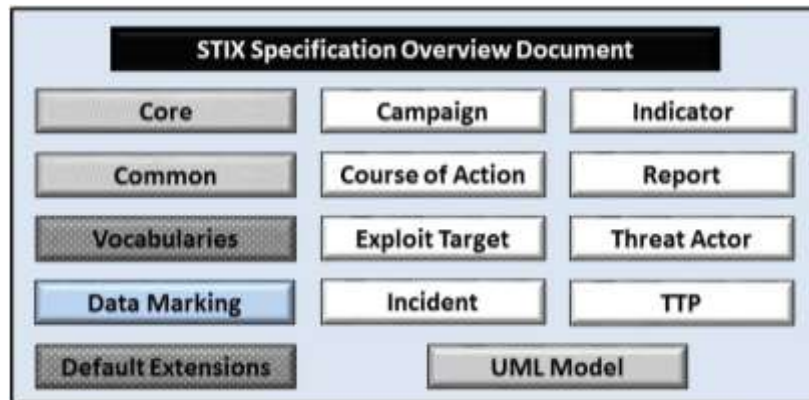 STIX Specification Overview Document
Core
Campaign
Indicator
Common
Course of Action
Report
Vocabularies
Exploit Target
Threat Actor
Data Marking
Incident
TTP
Default Extensions
UML Model